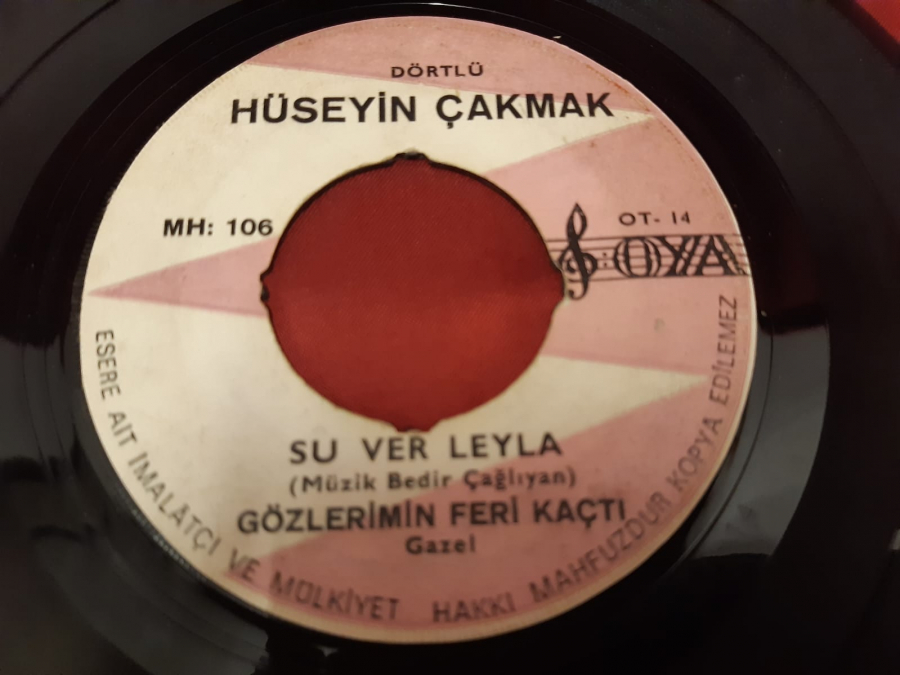 DÖRTLÜ
HÜSEYİN ÇAKMAK
MH: 106
OT- 14
OYA
SU VER LEYLA
(Müzik Bedir Çağlıyan)
GÖZLERİMİN FERİ KAÇTI
Gazel
ESERE AİT İMALATÇI VE MÜLKİYET HAKKI MAHFUZDUR KOPYA EDİLEMEZ